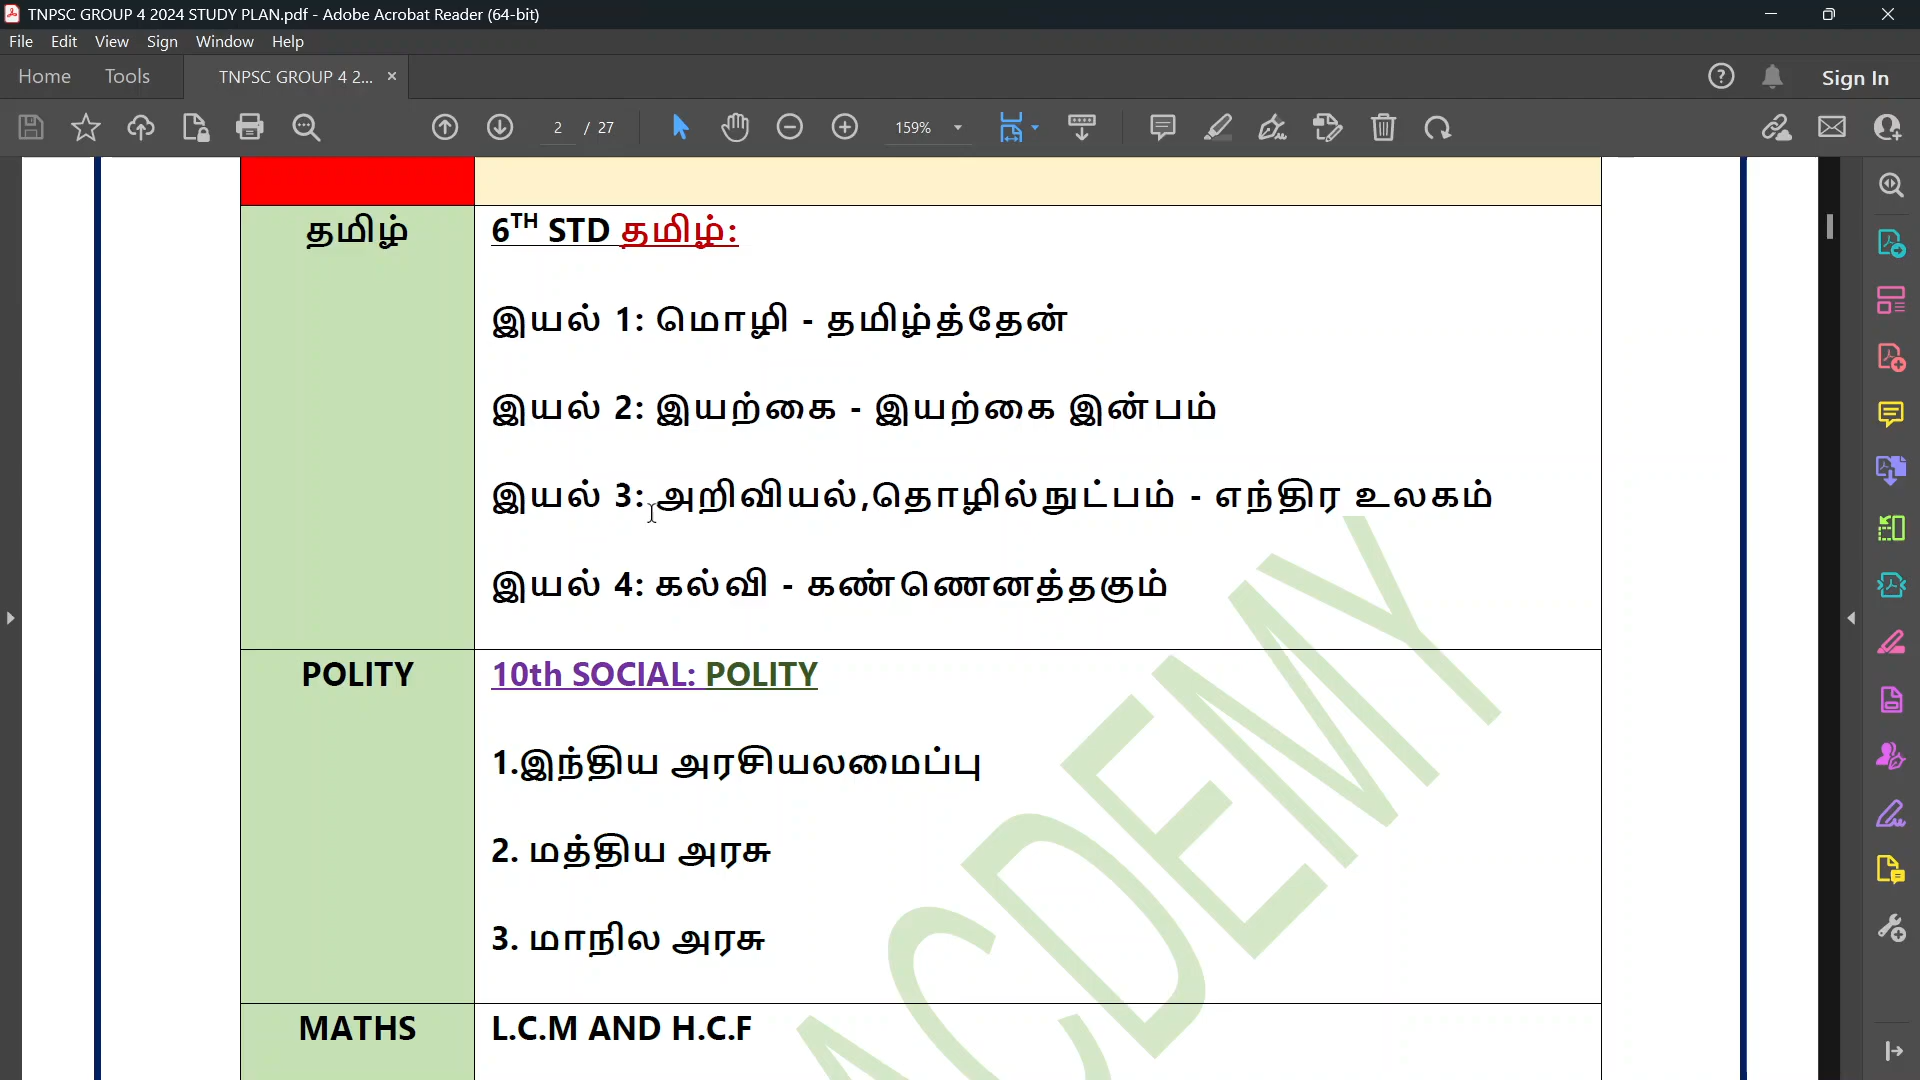 TNPSC GROUP 4 2024 STUDY PLAN.pdf - Adobe Acrobat Reader (64-bit)
File Edit View Sign Window Help
Home Tools TNPSC GROUP 4 2... × Sign In
2 / 27 159%
தமிழ்
6TH STD தமிழ்:
இயல் 1: மொழி - தமிழ்த்தேன்
இயல் 2: இயற்கை - இயற்கை இன்பம்
இயல் 3: அறிவியல்,தொழில்நுட்பம் - எந்திர உலகம்
இயல் 4: கல்வி - கண்ணெனத்தகும்
POLITY
10th SOCIAL: POLITY
1.இந்திய அரசியலமைப்பு
2. மத்திய அரசு
3. மாநில அரசு
MATHS
L.C.M AND H.C.F
ACADEMY